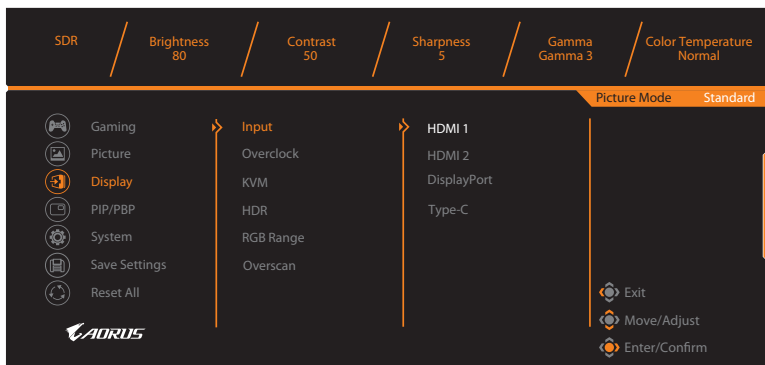 SDR Brightness Contrast Sharpness Gamma Color Temperature
80 50 5 Gamma 3 Normal
Picture Mode Standard
Gaming Input HDMI 1
Picture Overclock HDMI 2
Display KVM DisplayPort
PIP/PBP HDR Type-C
System RGB Range
Save Settings Overscan
Reset All
Exit
AORUS Move/Adjust
Enter/Confirm